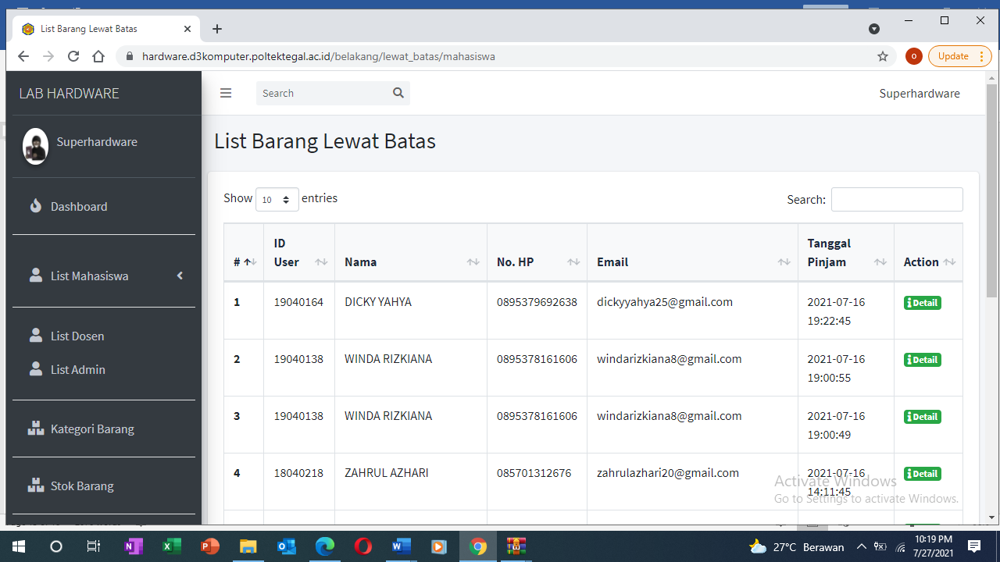 List Barang Lewat Batas
hardware.d3komputer.poltektegal.ac.id/belakang/lewat_batas/mahasiswa
O
Update
LAB HARDWARE
Search
Superhardware
Superhardware
Dashboard
List Mahasiswa
List Dosen
List Admin
Kategori Barang
Stok Barang
List Barang Lewat Batas
Show 10 entries
Search:
# ID User Nama No. HP Email Tanggal Pinjam Action
1 19040164 DICKY YAHYA 0895379692638 dickyyahya25@gmail.com 2021-07-16 19:22:45 Detail
2 19040138 WINDA RIZKIANA 0895378161606 windarizkiana8@gmail.com 2021-07-16 19:00:55 Detail
3 19040138 WINDA RIZKIANA 0895378161606 windarizkiana8@gmail.com 2021-07-16 19:00:49 Detail
4 18040218 ZAHRUL AZHARI 085701312676 zahrulazhari20@gmail.com 2021-07-16 14:11:45 Detail
Activate Windows
Go to Settings to activate Windows.
27°C Berawan
10:19 PM
7/27/2021